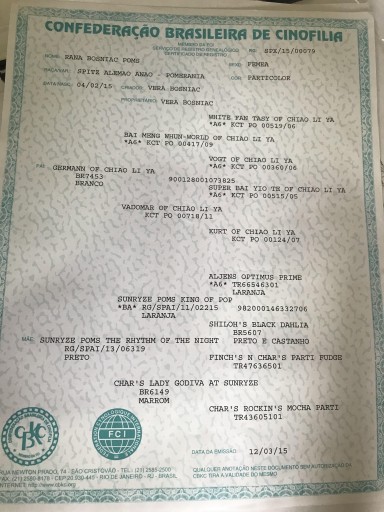 CONFEDERAÇÃO BRASILEIRA DE CINOFILIA
MEMBRO DA FCI
SERVIÇO DE REGISTRO GENEALÓGICO
CERTIFICADO DE REGISTRO
RG: SPZ/15/00079
NOME: RANA BOSNIAC POMS
SEXO: FEMEA
RAÇA/VAR: SPITZ ALEMAO ANAO - POMERANIA
COR: PARTICOLOR
DATA NASC: 04/02/15
CRIADOR: VERA BOSNIAC
PROPRIETÁRIO: VERA BOSNIAC
WHITE FAN TASY OF CHIAO LI YA
*A6* KCT PO 00519/06
BAI MENG WHUN-WORLD OF CHIAO LI YA
*A6* KCT PO 00417/09
VOGT OF CHIAO LI YA
*A6* KCT PO 00360/06
PAI: GERMANN OF CHIAO LI YA
BR7453 900128001073825
BRANCO
SUPER BAI YIO TE OF CHIAO LI YA
*A6* KCT PO 00515/05
VADOMAR OF CHIAO LI YA
KCT PO 00718/11
KURT OF CHIAO LI YA
KCT PO 00124/07
ALJENS OPTIMUS PRIME
*A6* TR66546301
LARANJA
SUNRYZE POMS KING OF POP
*BA* RG/SPAI/11/02215 982000146332706
LARANJA
SHILOH'S BLACK DAHLIA
BR5607
PRETO E CASTANHO
MÃE: SUNRYZE POMS THE RHYTHM OF THE NIGHT
RG/SPAI/13/06319
PRETO
FINCH'S N CHAR'S PARTI FUDGE
TR47636501
CHAR'S LADY GODIVA AT SUNRYZE
BR6149
MARROM
CHAR'S ROCKIN'S MOCHA PARTI
TR43605101
CBKC
FCI
DATA DA EMISSÃO: 12/03/15
RUA NEWTON PRADO, 74 - SÃO CRISTÓVÃO - TEL.: (21) 2585-2500
CEP 20.930-445 - RIO DE JANEIRO - RJ - BRASIL
INTERNET: http://www.cbkc.org
QUALQUER ANOTAÇÃO NESTE DOCUMENTO SEM AUTORIZAÇÃO DA
CBKC TIRA A VALIDADE DO MESMO